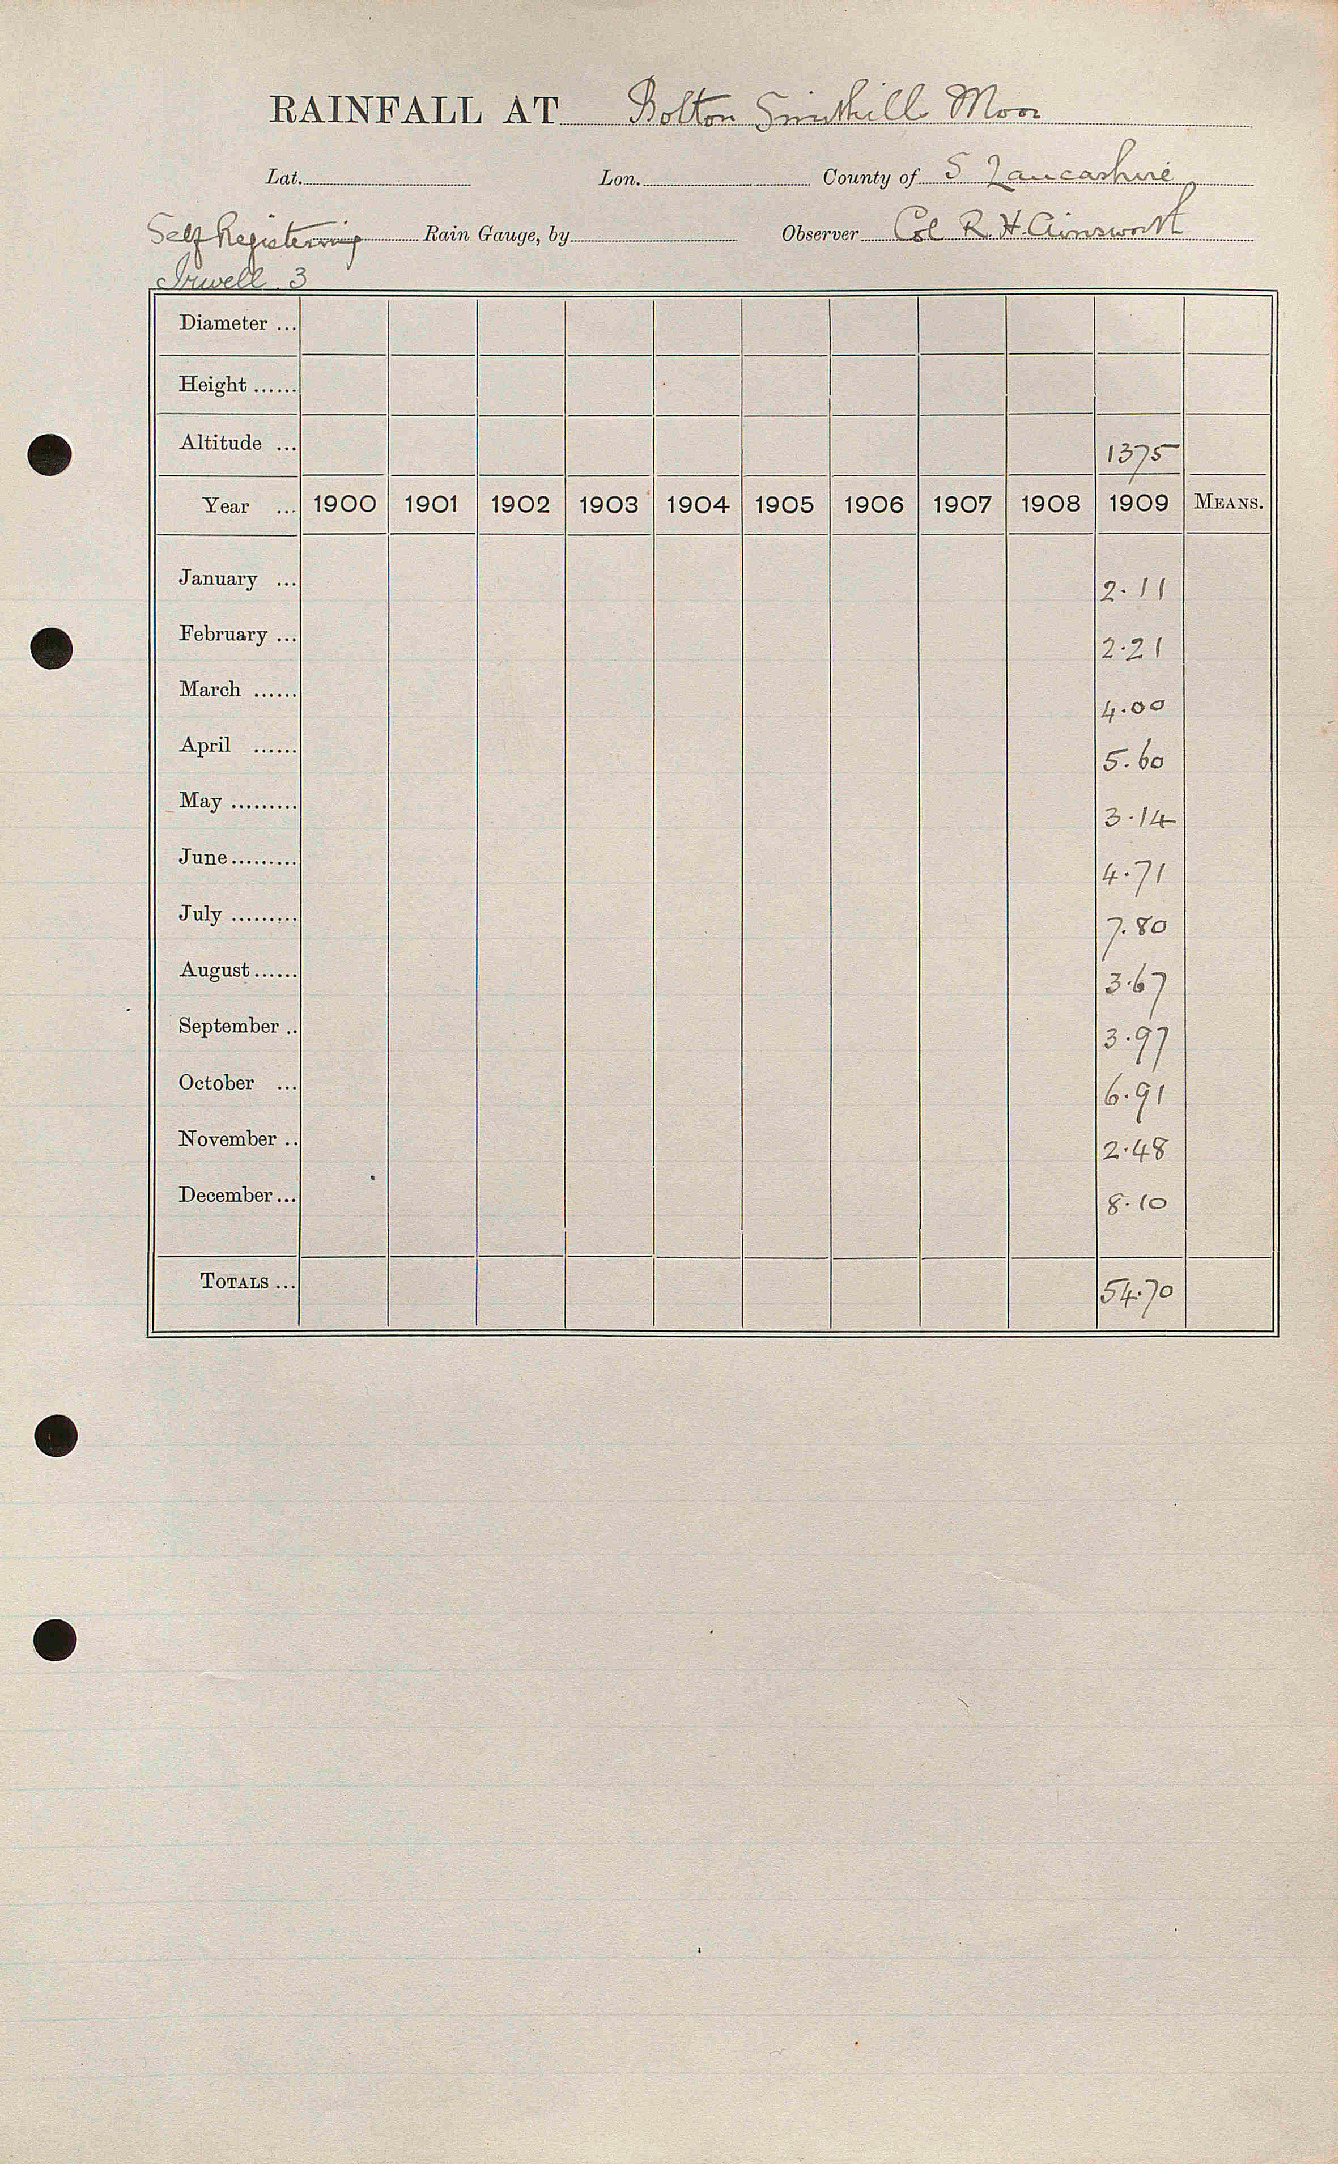 RAINFALL AT Bolton Smithill Moor
Lat. Lon. County of S Lancashire
Self Registering Rain Gauge, by Observer Col R. H. Ainsworth
Irwell 3
Diameter ...
Height ......
Altitude ... 1375
Year ... 1900 1901 1902 1903 1904 1905 1906 1907 1908 1909 MEANS.
January ... 2.11
February ... 2.21
March ...... 4.00
April ...... 5.60
May ......... 3.14
June ......... 4.71
July ......... 7.80
August ...... 3.67
September .. 3.97
October ... 6.91
November .. 2.48
December ... 8.10
TOTALS ... 54.70